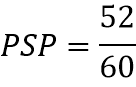 PSP = 52/60